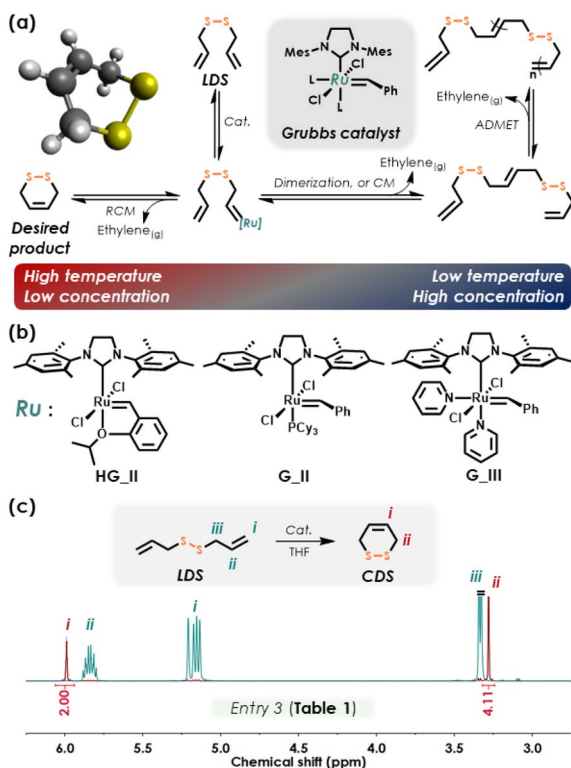 (a)
S-S
LDS
Mes-N N-Mes
Cl
L-Ru
Ph
Cl
L
Grubbs catalyst
S-S
S-S
n
Cat.
Ethylene(g)
ADMET
S-S
Desired product
RCM
Ethylene(g)
S-S
[Ru]
Dimerization, or CM
Ethylene(g)
S-S
S-S
High temperature
Low concentration
Low temperature
High concentration
(b)
Ru :
N N
Cl
Ru
Cl
O
HG_II
N N
Cl
Ru
Cl
Ph
PCy3
G_II
N N
Cl
N
Ru
Cl
Ph
N
G_III
(c)
S
S
iii
i
ii
LDS
Cat.
THF
i
ii
S-S
CDS
i
ii
i
iii
ii
2.00
4.11
Entry 3 (Table 1)
6.0 5.5 5.0 4.5 4.0 3.5 3.0
Chemical shift (ppm)